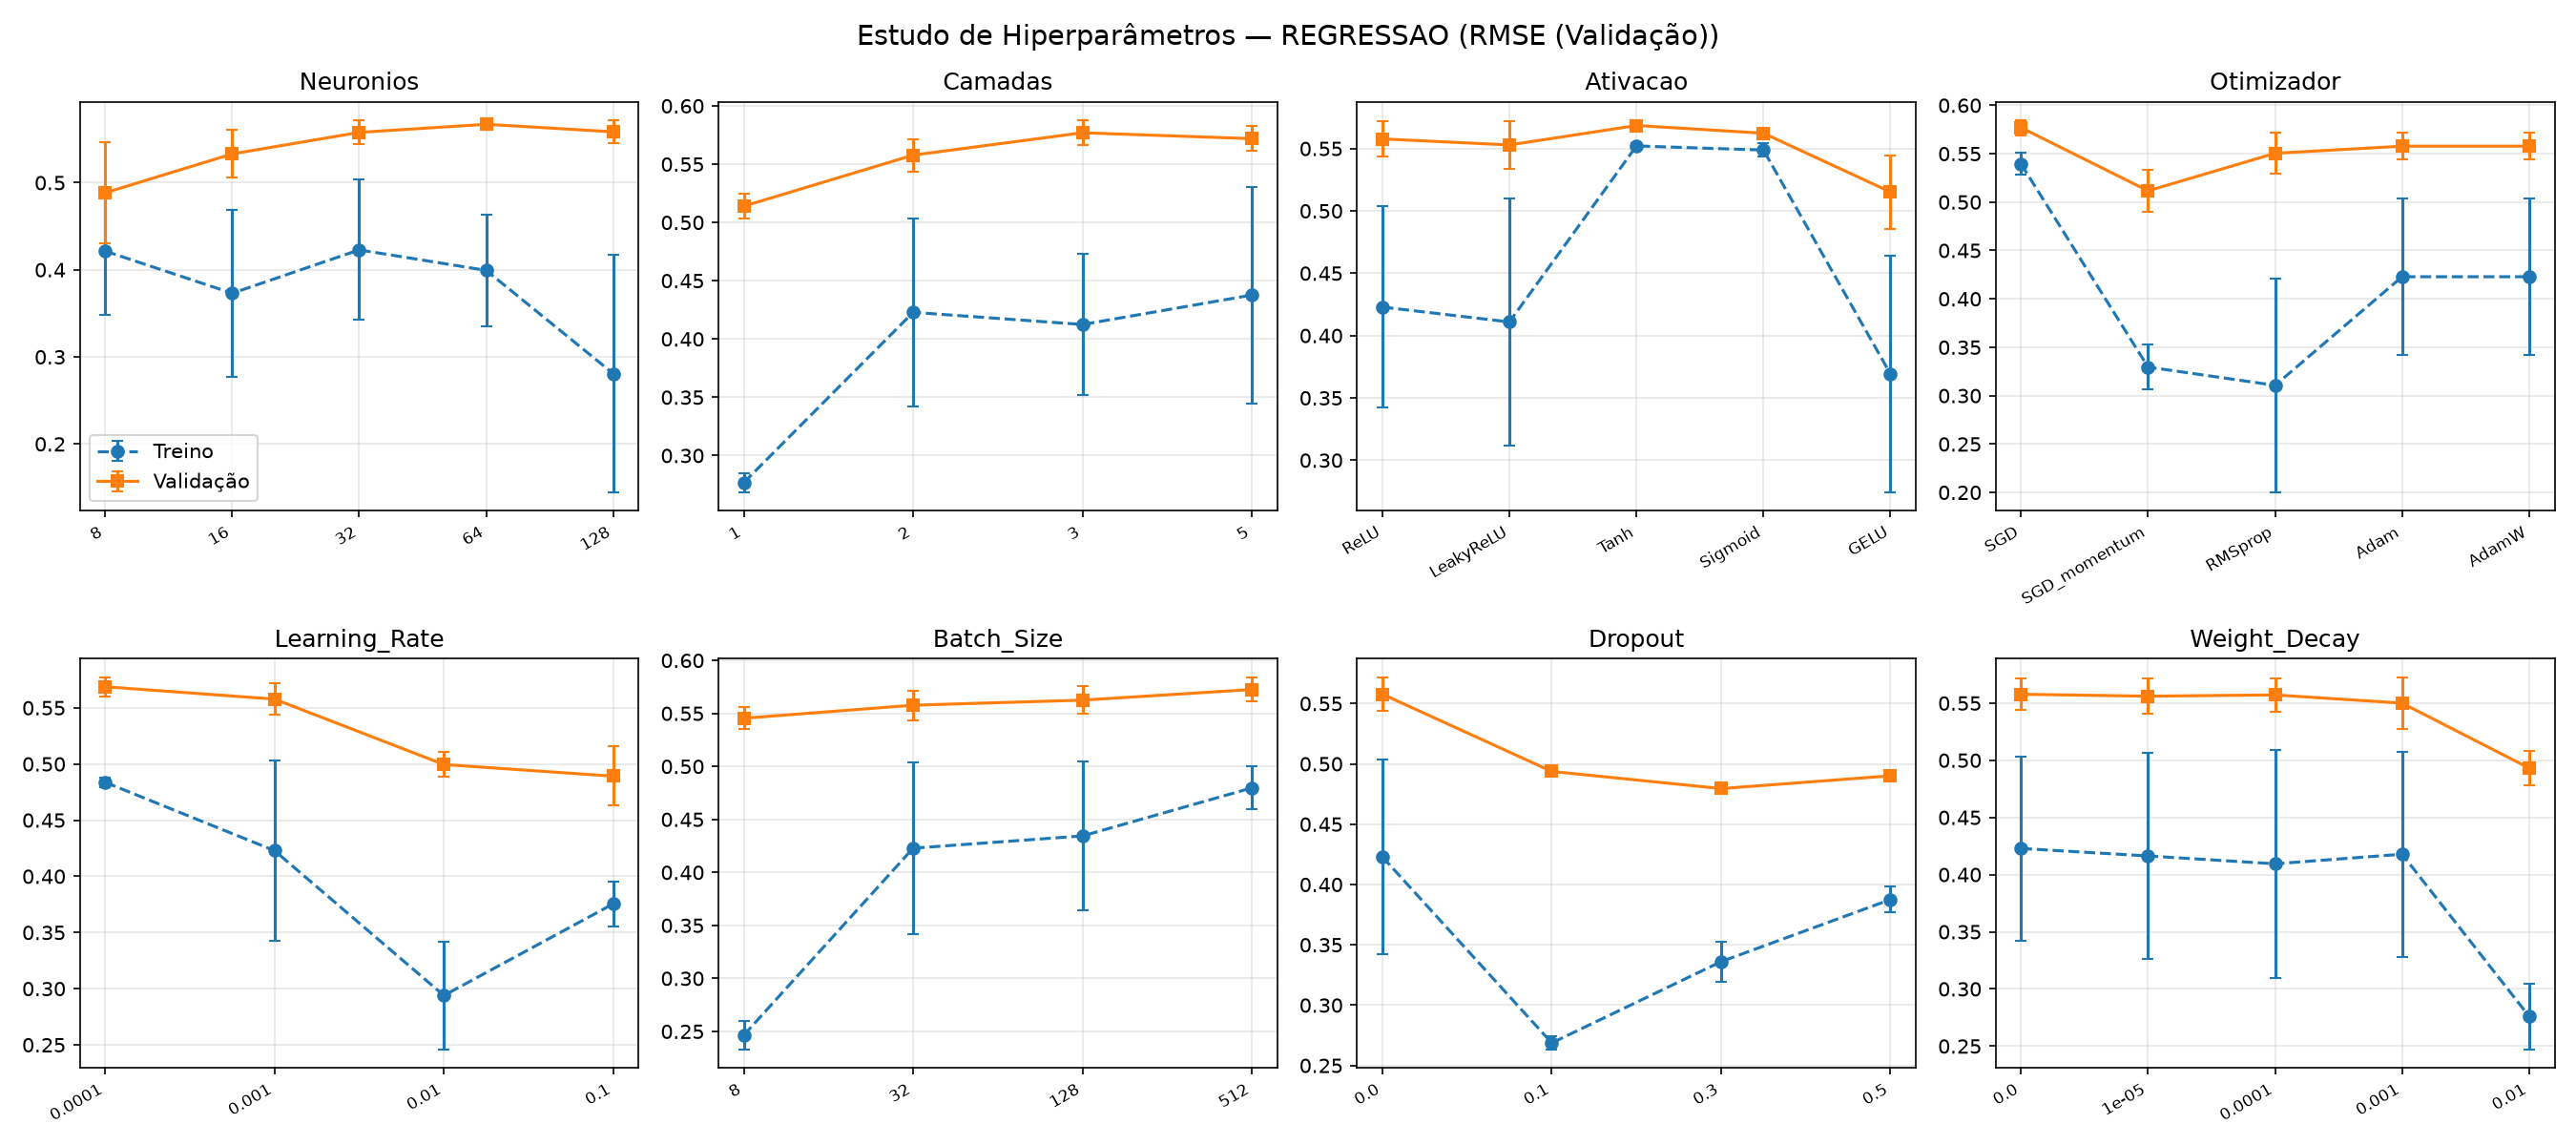 Estudo de Hiperparâmetros — REGRESSAO (RMSE (Validação))
Neuronios
0.5
0.4
0.3
0.2
Treino
Validação
8 16 32 64 128
Camadas
0.60
0.55
0.50
0.45
0.40
0.35
0.30
1 2 3 5
Ativacao
0.55
0.50
0.45
0.40
0.35
0.30
ReLU LeakyReLU Tanh Sigmoid GELU
Otimizador
0.60
0.55
0.50
0.45
0.40
0.35
0.30
0.25
0.20
SGD SGD_momentum RMSprop Adam AdamW
Learning_Rate
0.55
0.50
0.45
0.40
0.35
0.30
0.25
0.0001 0.001 0.01 0.1
Batch_Size
0.60
0.55
0.50
0.45
0.40
0.35
0.30
0.25
8 32 128 512
Dropout
0.55
0.50
0.45
0.40
0.35
0.30
0.25
0.0 0.1 0.3 0.5
Weight_Decay
0.55
0.50
0.45
0.40
0.35
0.30
0.25
0.0 1e-05 0.0001 0.001 0.01